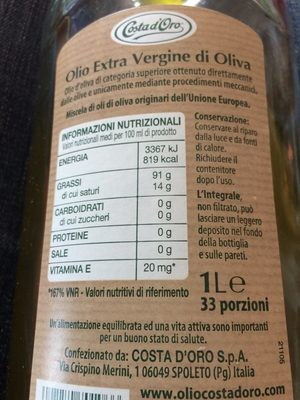 Costa d'Oro
Olio Extra Vergine di Oliva
Olio d'oliva di categoria superiore ottenuto direttamente
dalle olive e unicamente mediante procedimenti meccanici.
Miscela di oli di oliva originari dell'Unione Europea.
INFORMAZIONI NUTRIZIONALI
Valori nutrizionali medi per 100 ml di prodotto
ENERGIA 3367 kJ
819 kcal
GRASSI 91 g
di cui saturi 14 g
CARBOIDRATI 0 g
di cui zuccheri 0 g
PROTEINE 0 g
SALE 0 g
VITAMINA E 20 mg*
*167% VNR - Valori nutritivi di riferimento
Conservazione:
Conservare al riparo
dalla luce e da fonti
di calore.
Richiudere il
contenitore
dopo l'uso.
L'Integrale,
non filtrato, può
lasciare un leggero
deposito nel fondo
della bottiglia
e sulle pareti.
1 L e
33 porzioni
Un'alimentazione equilibrata ed una vita attiva sono importanti
per un buono stato di salute.
Confezionato da: COSTA D'ORO S.p.A.
Via Crispino Merini, 1 06049 SPOLETO (Pg) Italia
www.oliocostadoro.com